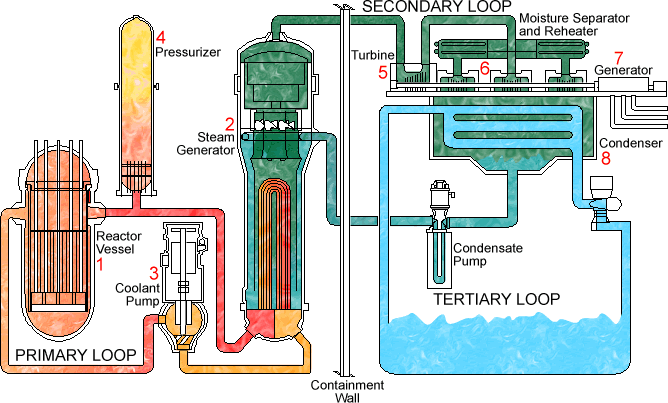 SECONDARY LOOP
Moisture Separator
and Reheater
4
Pressurizer
Turbine
5
6
7
Generator
2
Steam
Generator
Condenser
8
Reactor
Vessel
1
3
Coolant
Pump
Condensate
Pump
TERTIARY LOOP
PRIMARY LOOP
Containment
Wall